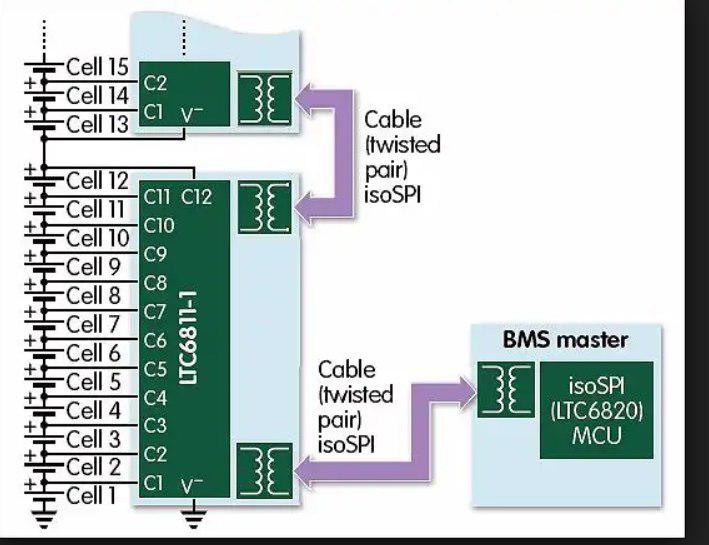 Cell 15
Cell 14
Cell 13
+
+
C2
C1 V−
Cable
(twisted
pair)
isoSPI
+
Cell 12
Cell 11
Cell 10
Cell 9
Cell 8
Cell 7
Cell 6
Cell 5
Cell 4
Cell 3
Cell 2
Cell 1
+
+
+
+
+
+
+
+
+
+
+
C11 C12
C10
C9
C8
C7
C6
C5
C4
C3
C2
C1 V−
LTC6811-1
Cable
(twisted
pair)
isoSPI
BMS master
isoSPI
(LTC6820)
MCU